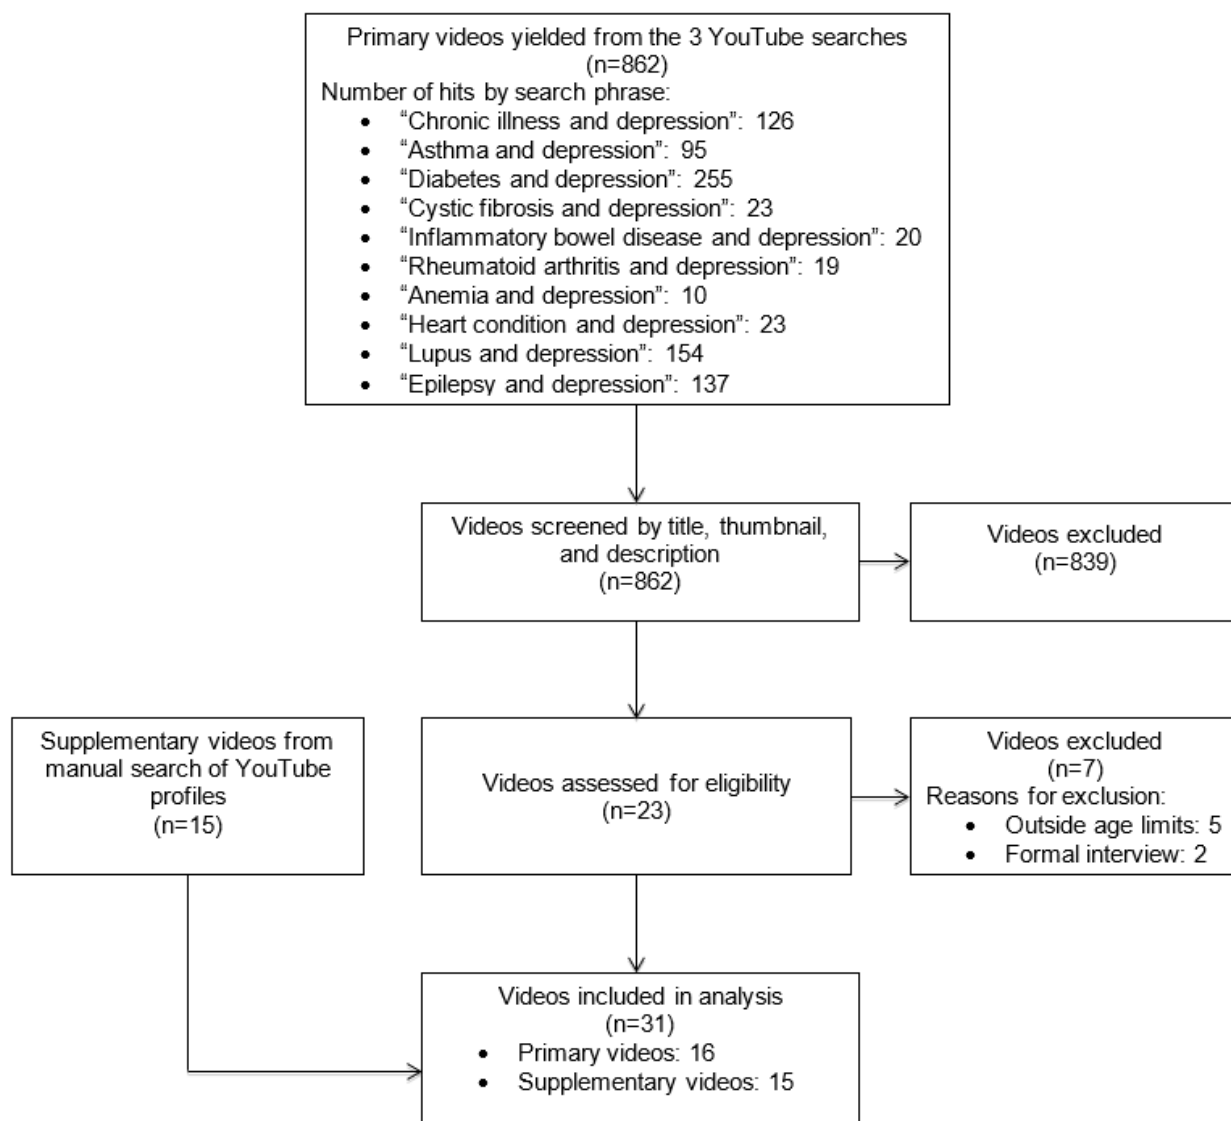 Primary videos yielded from the 3 YouTube searches
(n=862)
Number of hits by search phrase:
• “Chronic illness and depression”: 126
• “Asthma and depression”: 95
• “Diabetes and depression”: 255
• “Cystic fibrosis and depression”: 23
• “Inflammatory bowel disease and depression”: 20
• “Rheumatoid arthritis and depression”: 19
• “Anemia and depression”: 10
• “Heart condition and depression”: 23
• “Lupus and depression”: 154
• “Epilepsy and depression”: 137
Videos screened by title, thumbnail,
and description
(n=862)
Videos excluded
(n=839)
Supplementary videos from
manual search of YouTube
profiles
(n=15)
Videos assessed for eligibility
(n=23)
Videos excluded
(n=7)
Reasons for exclusion:
• Outside age limits: 5
• Formal interview: 2
Videos included in analysis
(n=31)
• Primary videos: 16
• Supplementary videos: 15